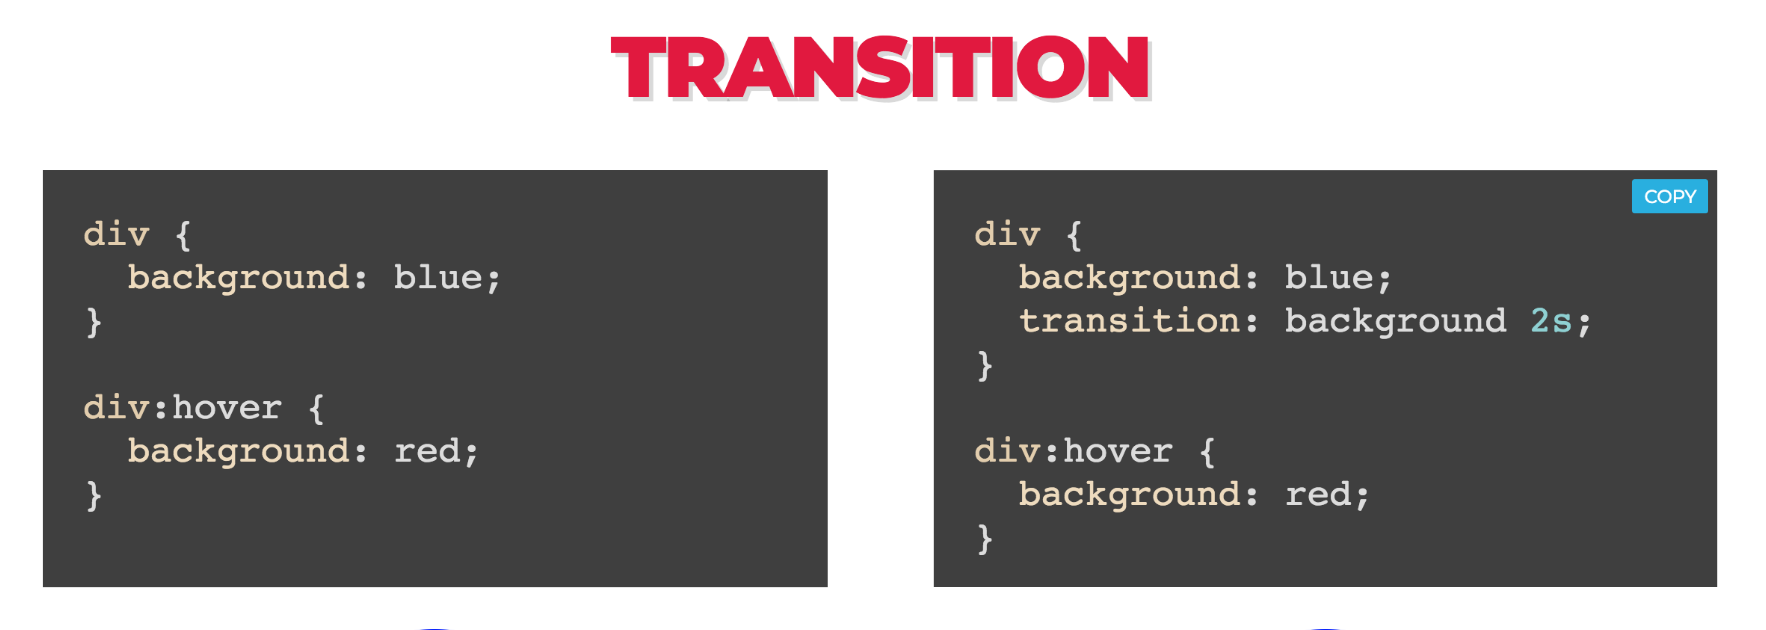 TRANSITION
div {
  background: blue;
}

div:hover {
  background: red;
}
COPY
div {
  background: blue;
  transition: background 2s;
}

div:hover {
  background: red;
}